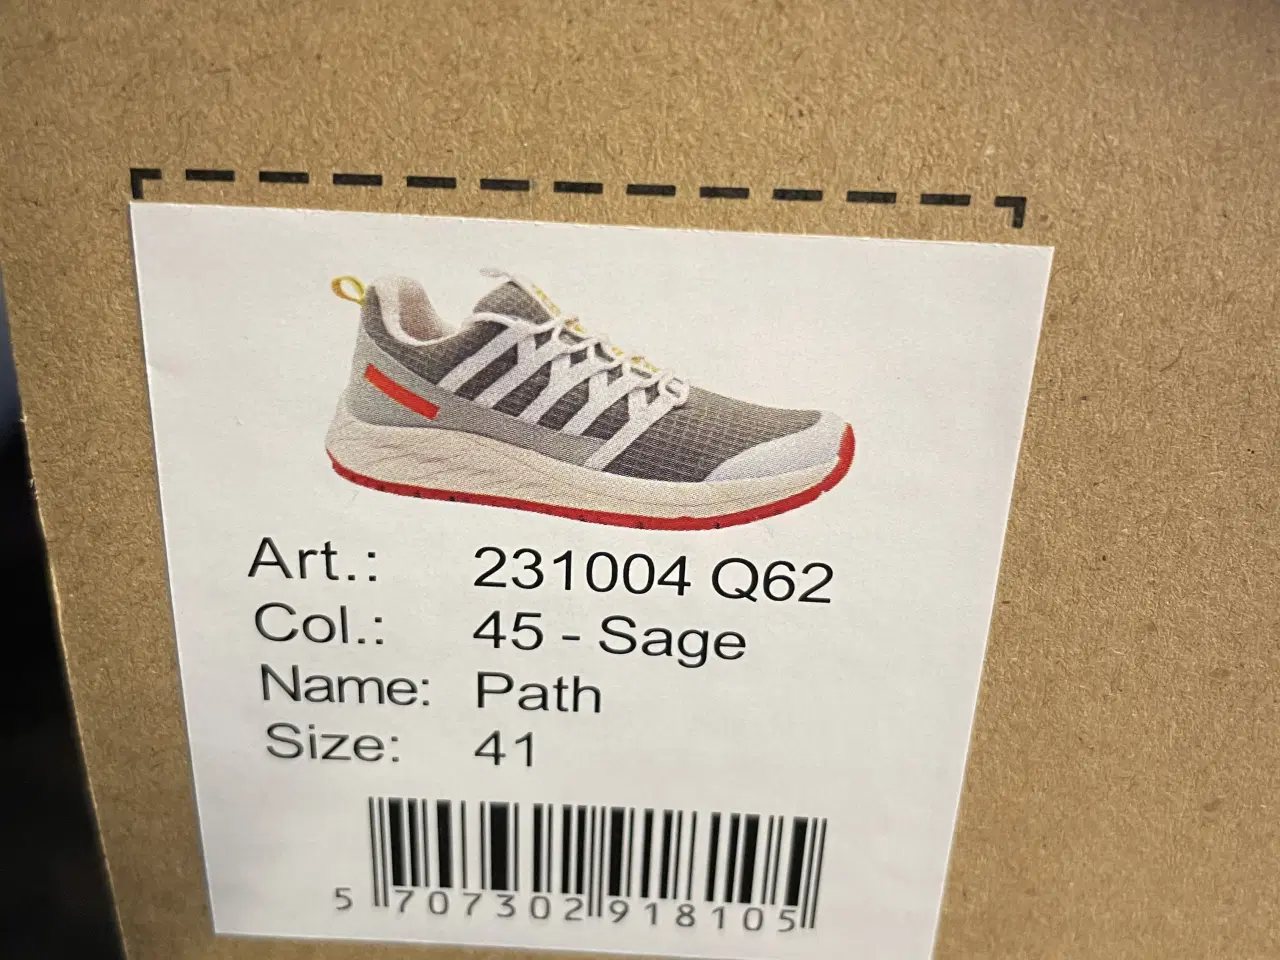 Art.: 231004 Q62
Col.: 45 - Sage
Name: Path
Size: 41
5 707302 918105